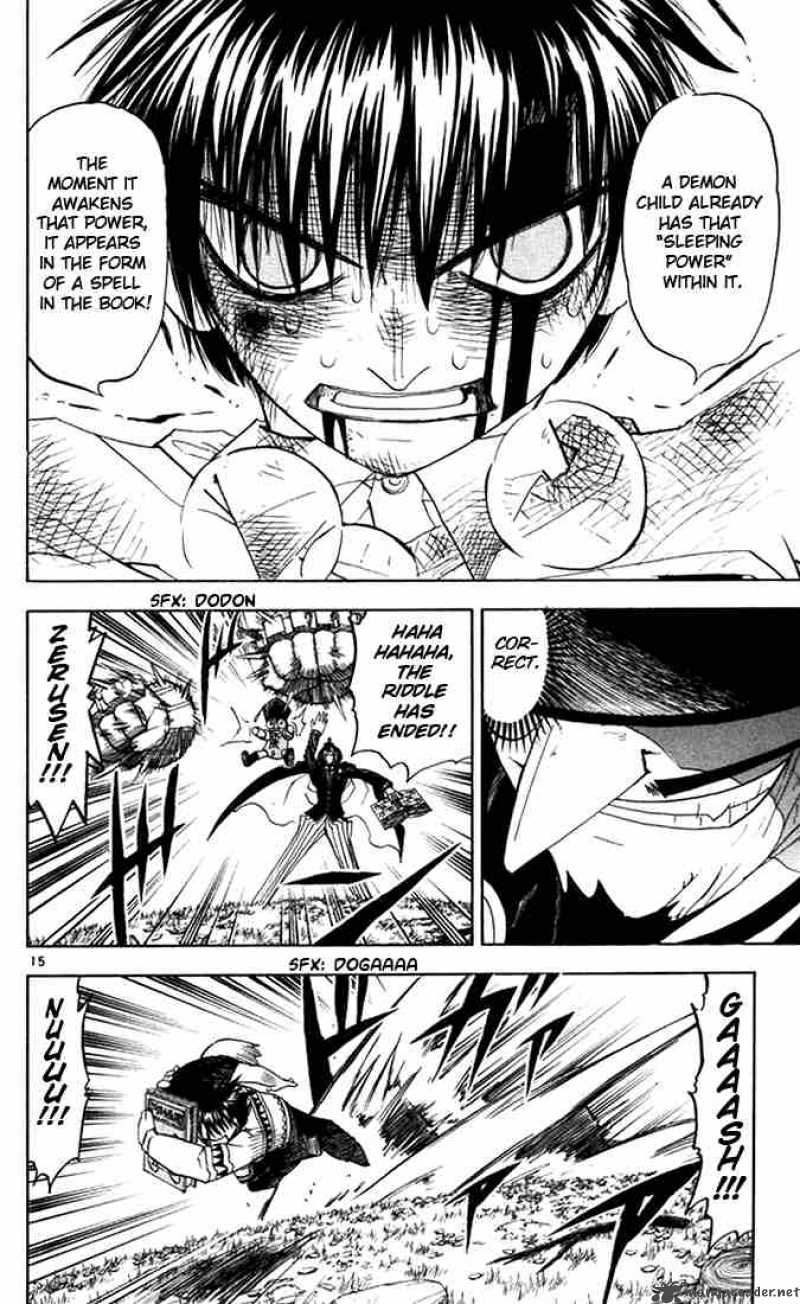 A DEMON
CHILD ALREADY
HAS THAT
"SLEEPING
POWER"
WITHIN IT.
THE
MOMENT IT
AWAKENS
THAT POWER,
IT APPEARS
IN THE FORM
OF A SPELL
IN THE BOOK!
SFX: DODON
COR-
RECT.
HAHA
HAHAHA,
THE
RIDDLE
HAS
ENDED!!
ZERUSEN!!!
15
SFX: DOGAAAA
GAAAASH!!!
NUUUU!!!